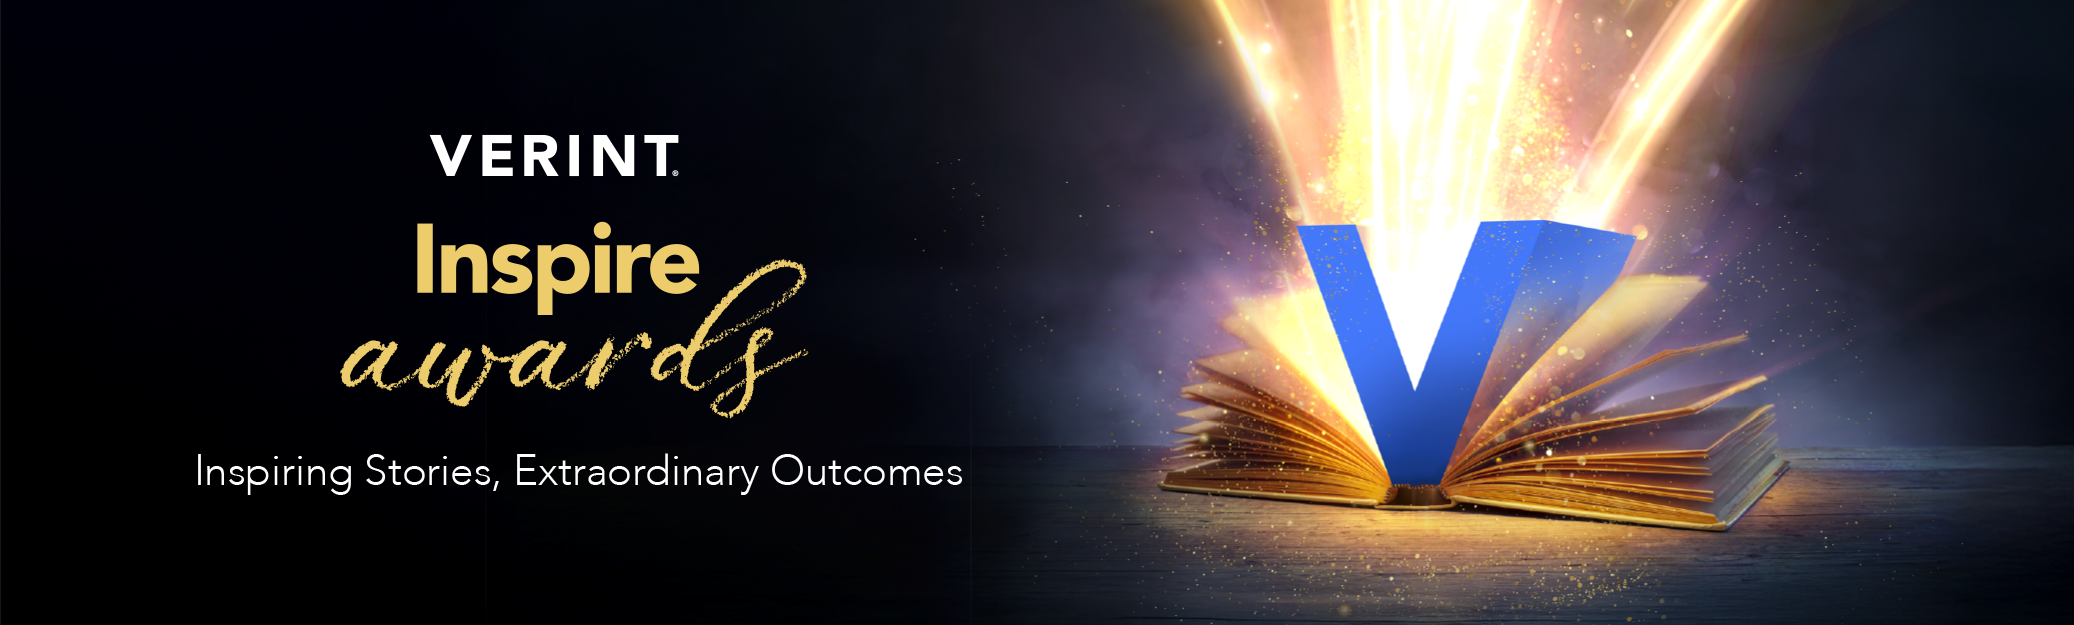 VERINT®
Inspire
awards
Inspiring Stories, Extraordinary Outcomes
V